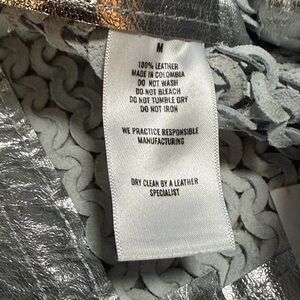 M
100% LEATHER
MADE IN COLOMBIA
DO NOT WASH
DO NOT BLEACH
DO NOT TUMBLE DRY
DO NOT IRON
WE PRACTICE RESPONSIBLE
MANUFACTURING
DRY CLEAN BY A LEATHER
SPECIALIST